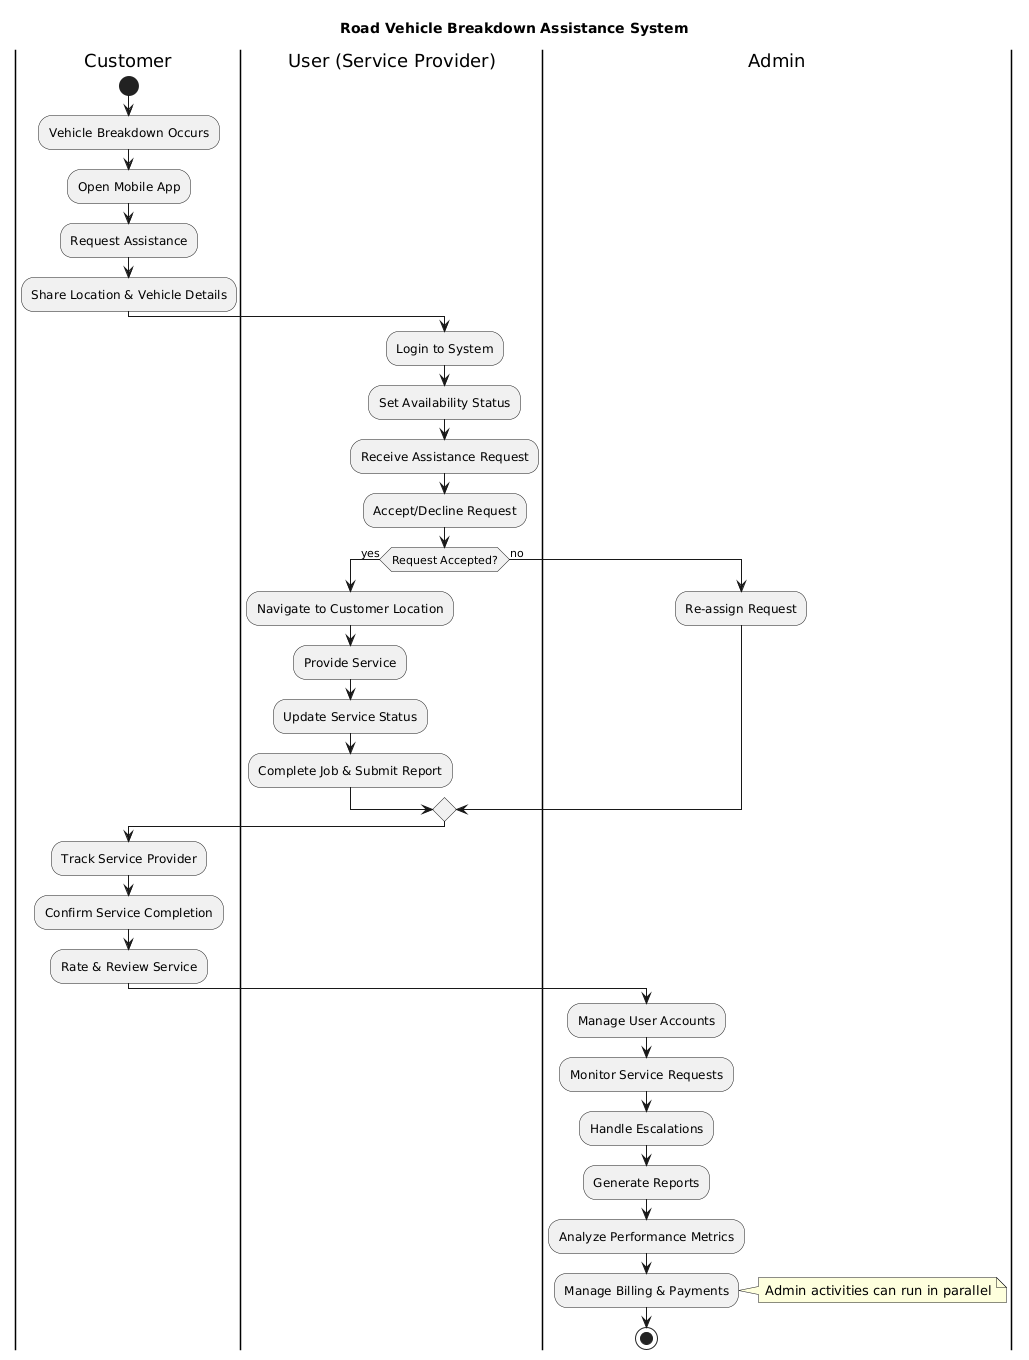 Road Vehicle Breakdown Assistance System
Customer
User (Service Provider)
Admin
Vehicle Breakdown Occurs
Open Mobile App
Request Assistance
Share Location & Vehicle Details
Login to System
Set Availability Status
Receive Assistance Request
Accept/Decline Request
yes
Request Accepted?
no
Navigate to Customer Location
Re-assign Request
Provide Service
Update Service Status
Complete Job & Submit Report
Track Service Provider
Confirm Service Completion
Rate & Review Service
Manage User Accounts
Monitor Service Requests
Handle Escalations
Generate Reports
Analyze Performance Metrics
Manage Billing & Payments
Admin activities can run in parallel